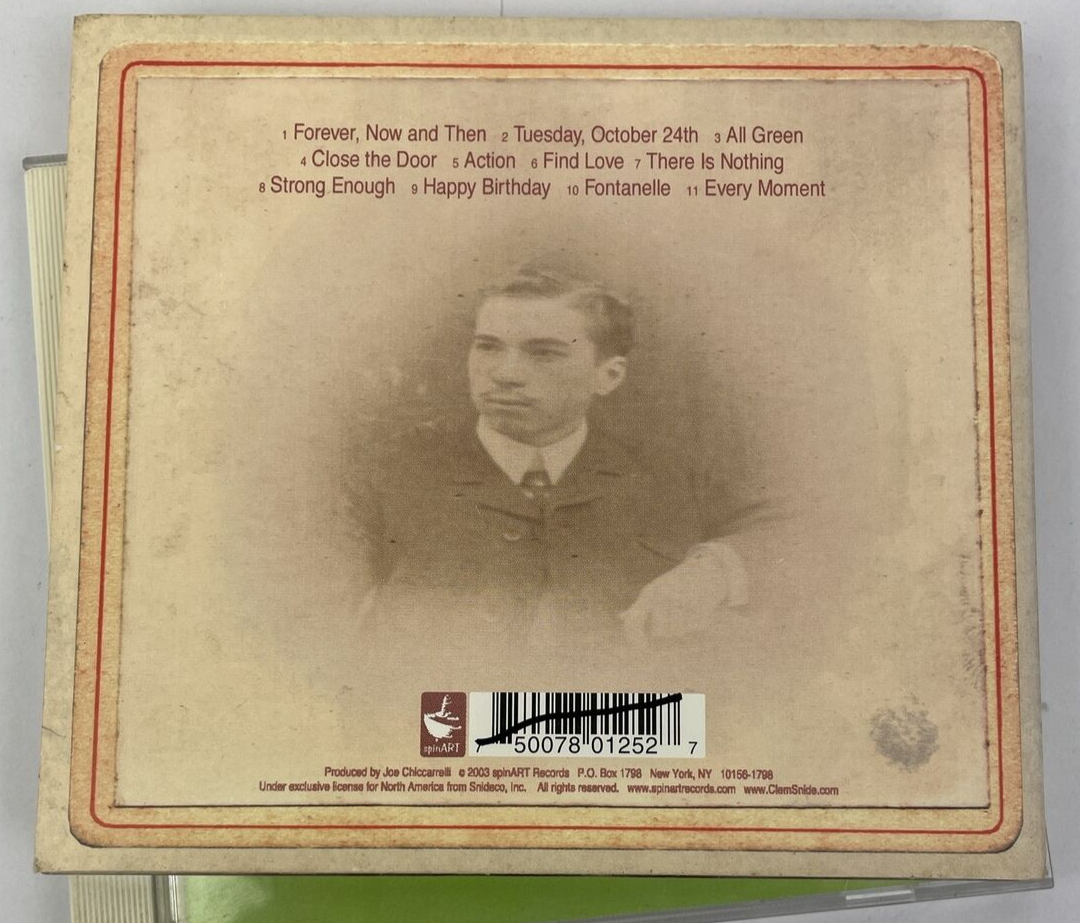 1 Forever, Now and Then 2 Tuesday, October 24th 3 All Green
4 Close the Door 5 Action 6 Find Love 7 There Is Nothing
8 Strong Enough 9 Happy Birthday 10 Fontanelle 11 Every Moment
spinART
7 50078 01252 7
Produced by Joe Chiccarrelli ℗ 2003 spinART Records P.O. Box 1798 New York, NY 10156-1798
Under exclusive license for North America from Snideco, Inc. All rights reserved. www.spinartrecords.com www.ClemSnide.com